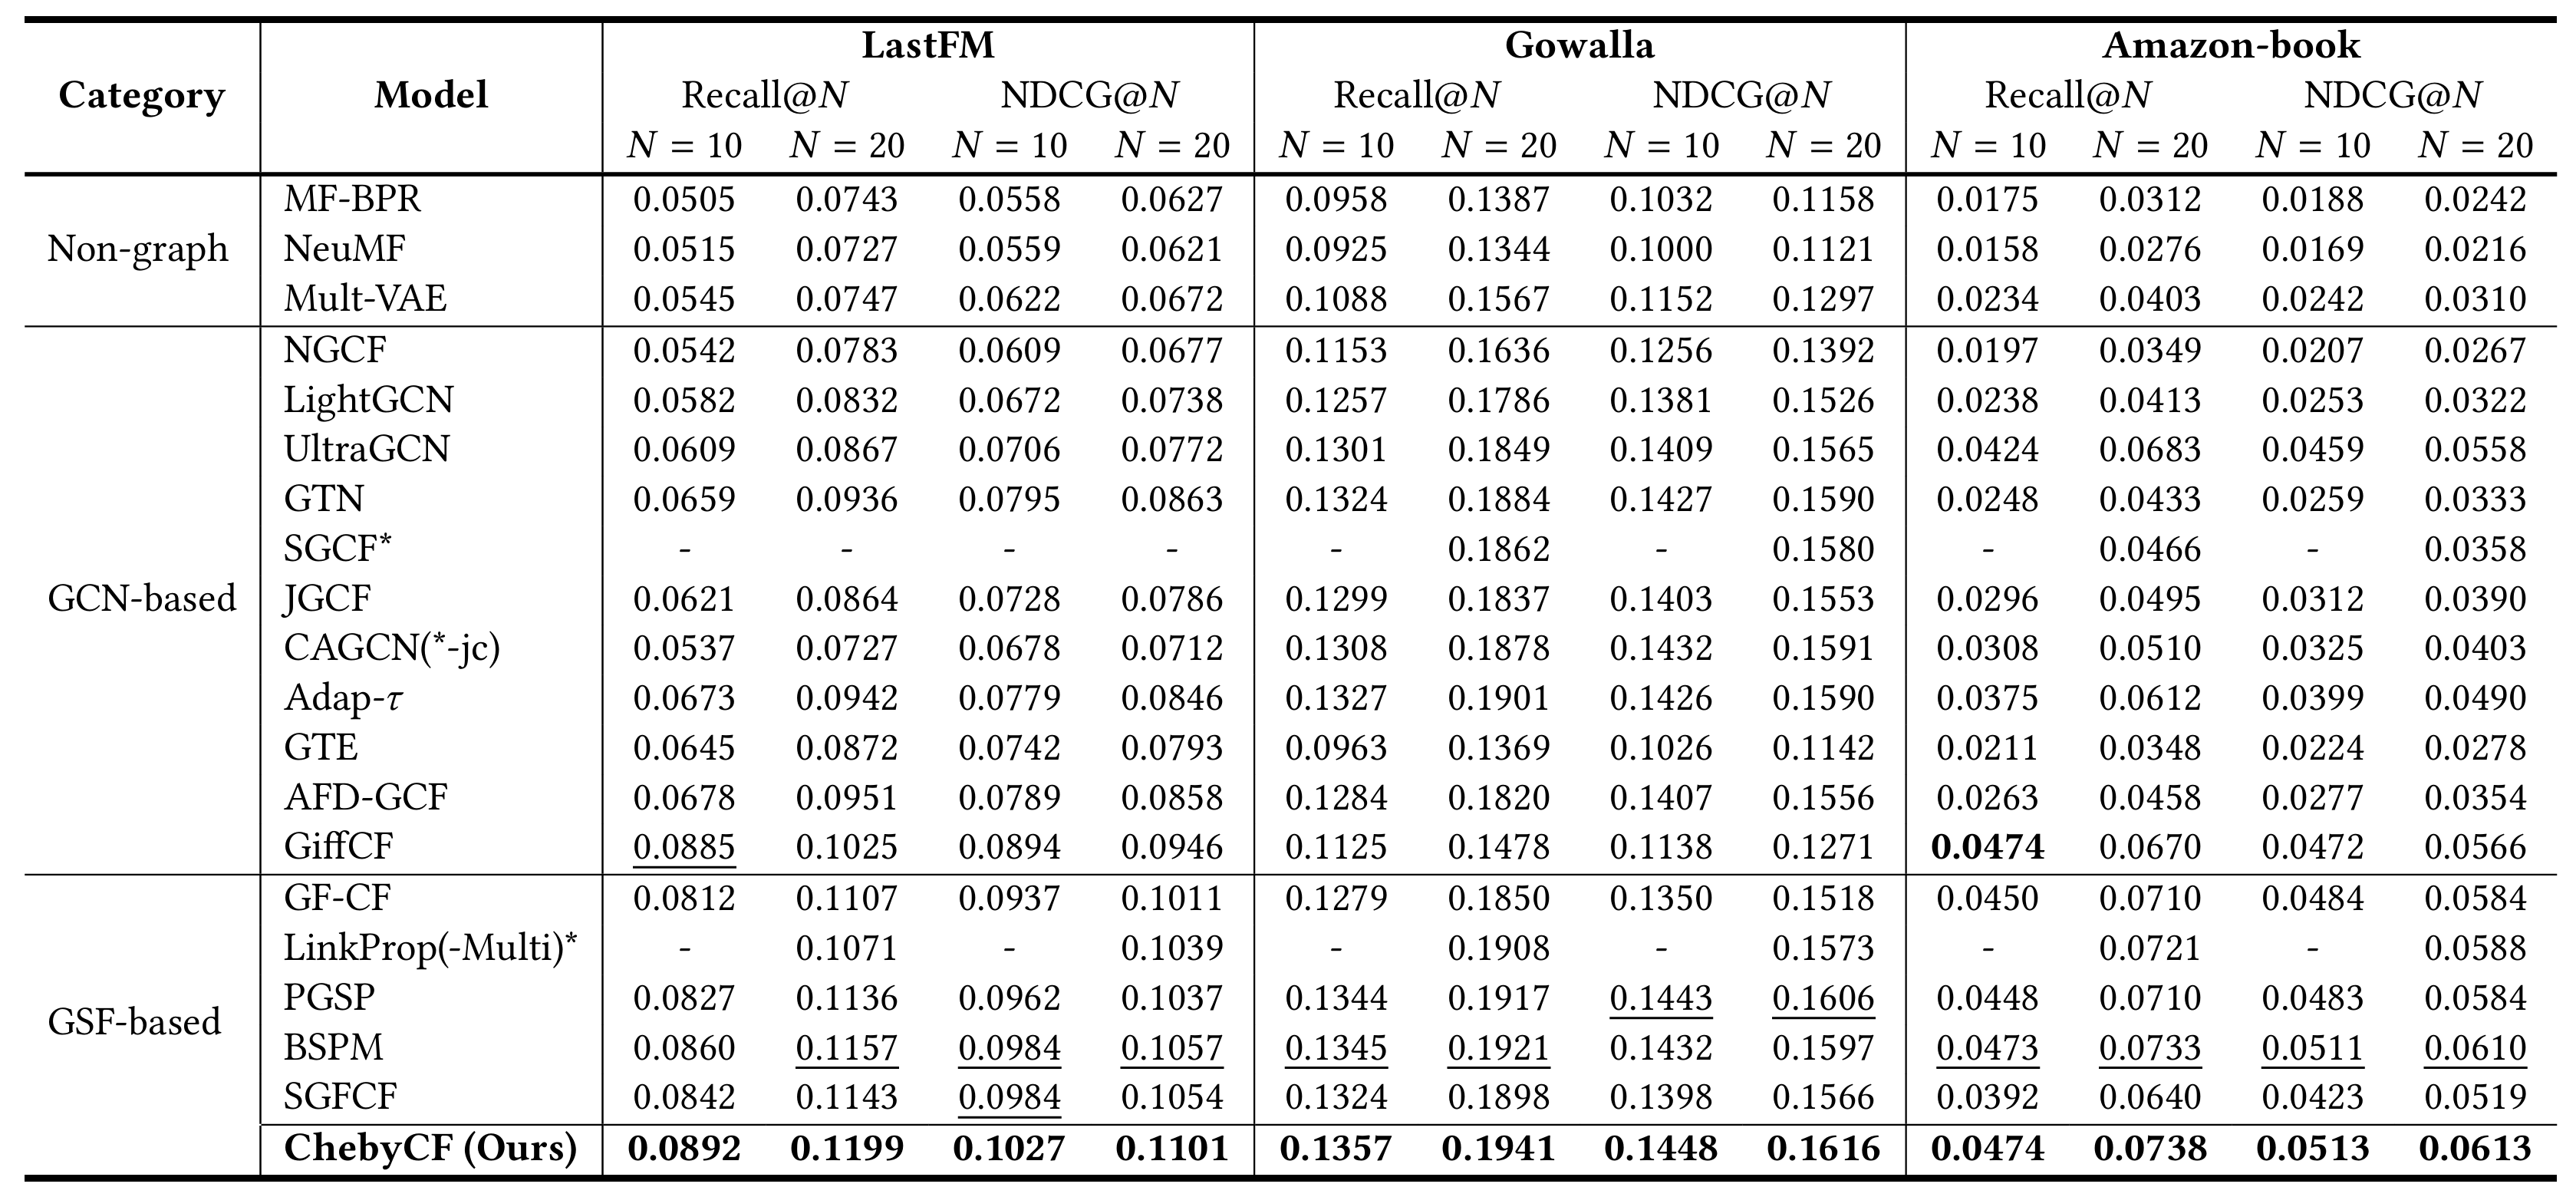 LastFM Gowalla Amazon-book
Category Model Recall@N NDCG@N Recall@N NDCG@N Recall@N NDCG@N
N = 10 N = 20 N = 10 N = 20 N = 10 N = 20 N = 10 N = 20 N = 10 N = 20 N = 10 N = 20
MF-BPR 0.0505 0.0743 0.0558 0.0627 0.0958 0.1387 0.1032 0.1158 0.0175 0.0312 0.0188 0.0242
Non-graph NeuMF 0.0515 0.0727 0.0559 0.0621 0.0925 0.1344 0.1000 0.1121 0.0158 0.0276 0.0169 0.0216
Mult-VAE 0.0545 0.0747 0.0622 0.0672 0.1088 0.1567 0.1152 0.1297 0.0234 0.0403 0.0242 0.0310
NGCF 0.0542 0.0783 0.0609 0.0677 0.1153 0.1636 0.1256 0.1392 0.0197 0.0349 0.0207 0.0267
LightGCN 0.0582 0.0832 0.0672 0.0738 0.1257 0.1786 0.1381 0.1526 0.0238 0.0413 0.0253 0.0322
UltraGCN 0.0609 0.0867 0.0706 0.0772 0.1301 0.1849 0.1409 0.1565 0.0424 0.0683 0.0459 0.0558
GTN 0.0659 0.0936 0.0795 0.0863 0.1324 0.1884 0.1427 0.1590 0.0248 0.0433 0.0259 0.0333
SGCF* - - - - - 0.1862 - 0.1580 - 0.0466 - 0.0358
GCN-based JGCF 0.0621 0.0864 0.0728 0.0786 0.1299 0.1837 0.1403 0.1553 0.0296 0.0495 0.0312 0.0390
CAGCN(*-jc) 0.0537 0.0727 0.0678 0.0712 0.1308 0.1878 0.1432 0.1591 0.0308 0.0510 0.0325 0.0403
Adap-τ 0.0673 0.0942 0.0779 0.0846 0.1327 0.1901 0.1426 0.1590 0.0375 0.0612 0.0399 0.0490
GTE 0.0645 0.0872 0.0742 0.0793 0.0963 0.1369 0.1026 0.1142 0.0211 0.0348 0.0224 0.0278
AFD-GCF 0.0678 0.0951 0.0789 0.0858 0.1284 0.1820 0.1407 0.1556 0.0263 0.0458 0.0277 0.0354
GiffCF 0.0885 0.1025 0.0894 0.0946 0.1125 0.1478 0.1138 0.1271 0.0474 0.0670 0.0472 0.0566
GF-CF 0.0812 0.1107 0.0937 0.1011 0.1279 0.1850 0.1350 0.1518 0.0450 0.0710 0.0484 0.0584
LinkProp(-Multi)* - 0.1071 - 0.1039 - 0.1908 - 0.1573 - 0.0721 - 0.0588
PGSP 0.0827 0.1136 0.0962 0.1037 0.1344 0.1917 0.1443 0.1606 0.0448 0.0710 0.0483 0.0584
GSF-based
BSPM 0.0860 0.1157 0.0984 0.1057 0.1345 0.1921 0.1432 0.1597 0.0473 0.0733 0.0511 0.0610
SGFCF 0.0842 0.1143 0.0984 0.1054 0.1324 0.1898 0.1398 0.1566 0.0392 0.0640 0.0423 0.0519
ChebyCF (Ours) 0.0892 0.1199 0.1027 0.1101 0.1357 0.1941 0.1448 0.1616 0.0474 0.0738 0.0513 0.0613